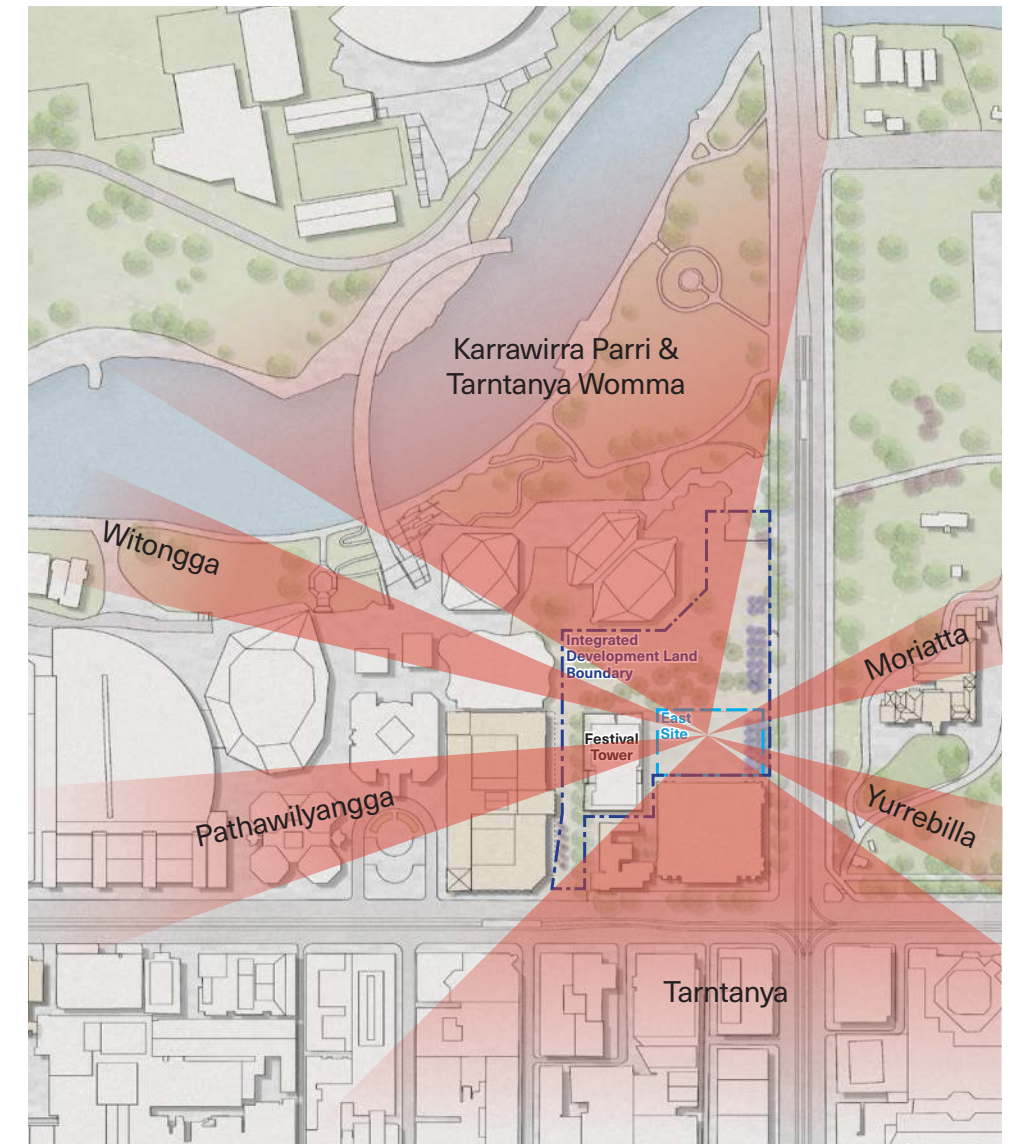 Karrawirra Parri &
Tarntanya Womma
Witongga
Integrated
Development Land
Boundary
Moriatta
East
Site
Festival
Tower
Pathawilyangga
Yurrebilla
Tarntanya